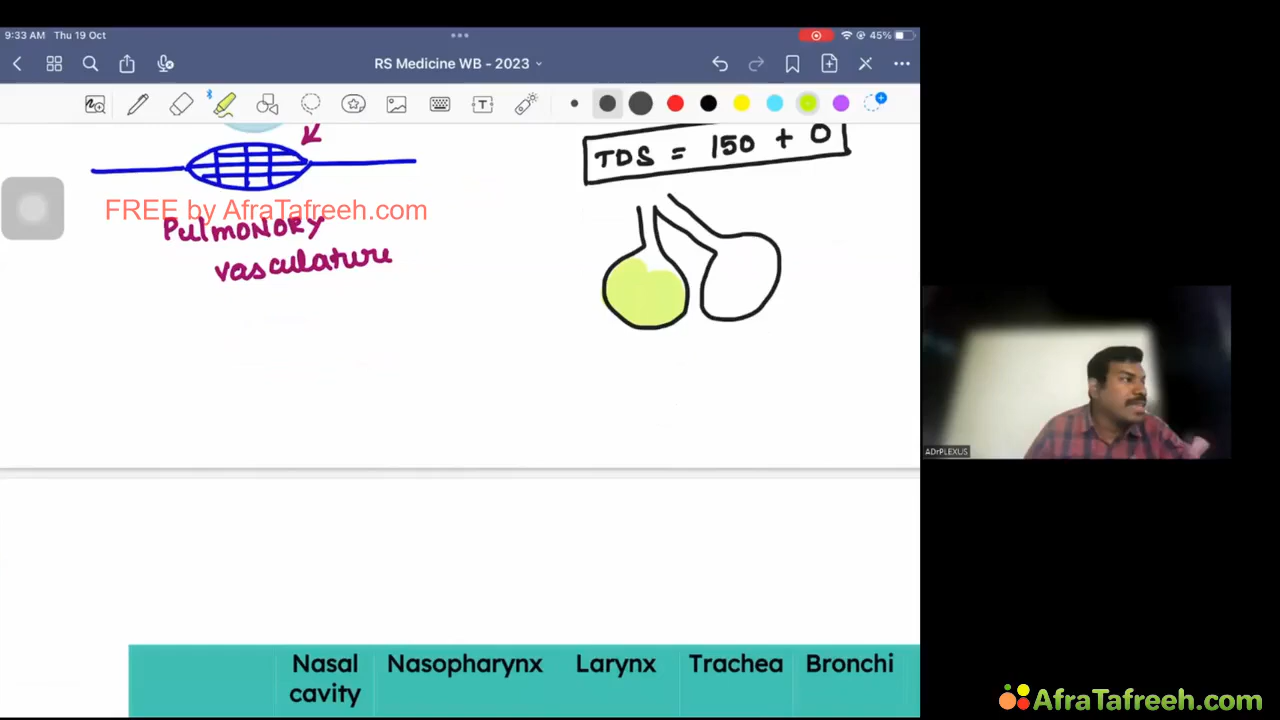 9:33 AM Thu 19 Oct
45%
RS Medicine WB - 2023
T
TDS = 150 + 0
FREE by AfraTafreeh.com
PulMONORY
vasculature
ADrPLEXUS
Nasal cavity
Nasopharynx
Larynx
Trachea
Bronchi
AfraTafreeh.com